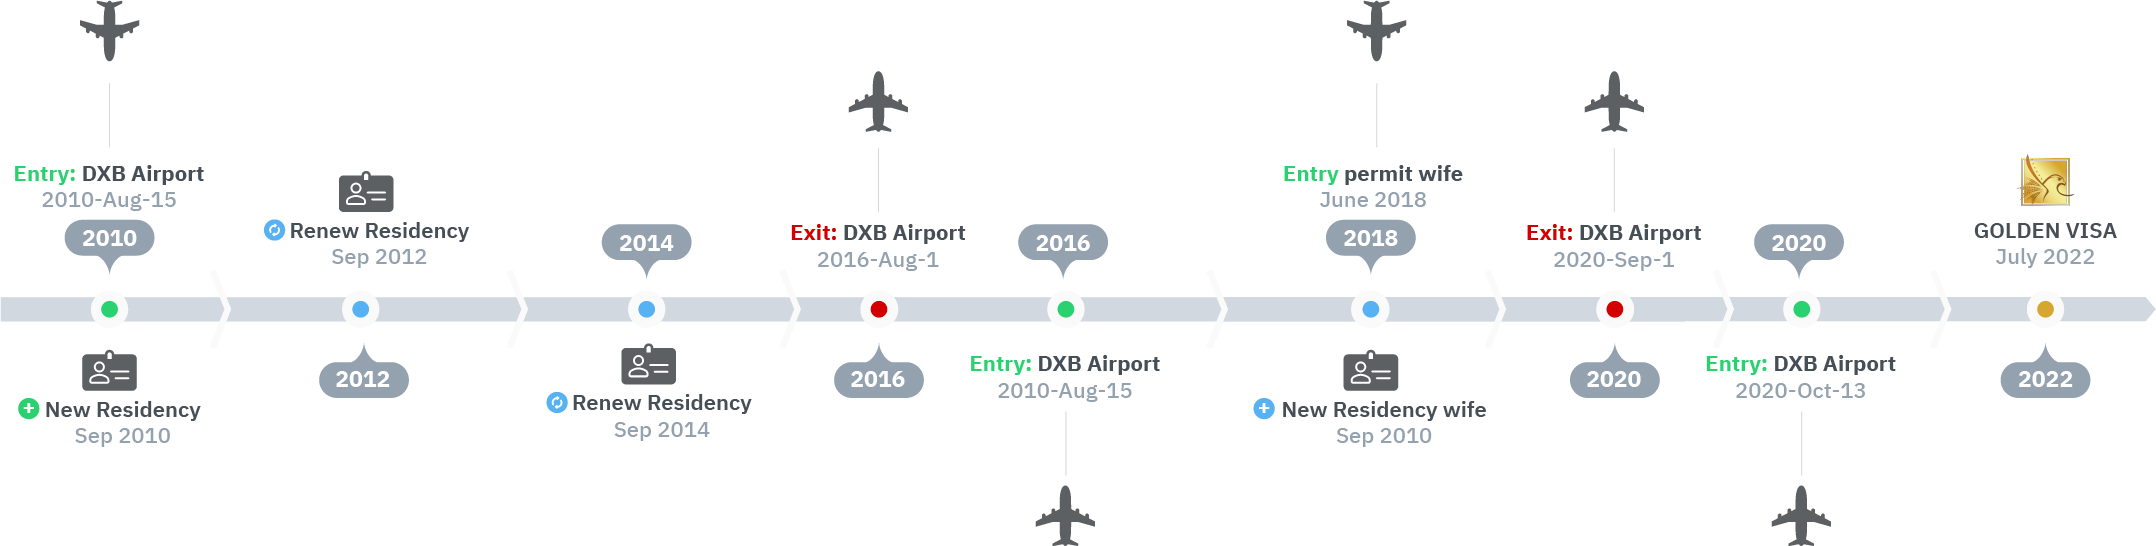 Entry: DXB Airport
2010-Aug-15
2010
New Residency
Sep 2010
Renew Residency
Sep 2012
2012
2014
Renew Residency
Sep 2014
Exit: DXB Airport
2016-Aug-1
2016
2016
Entry: DXB Airport
2010-Aug-15
Entry permit wife
June 2018
2018
New Residency wife
Sep 2010
Exit: DXB Airport
2020-Sep-1
2020
2020
Entry: DXB Airport
2020-Oct-13
GOLDEN VISA
July 2022
2022